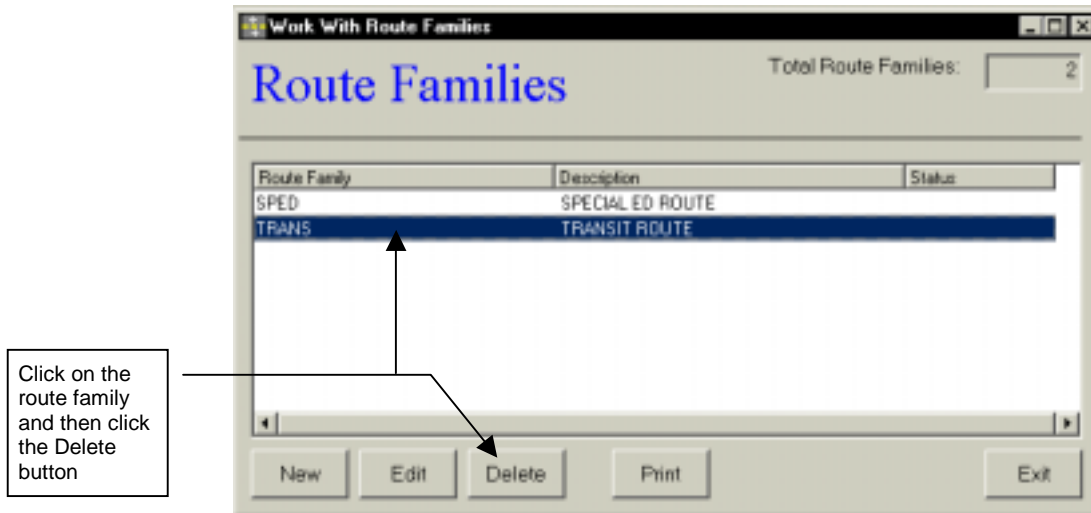 Work With Route Families
Route Families
Total Route Families: 2
Route Family Description Status
SPED SPECIAL ED ROUTE
TRANS TRANSIT ROUTE
Click on the
route family
and then click
the Delete
button
New Edit Delete Print Exit